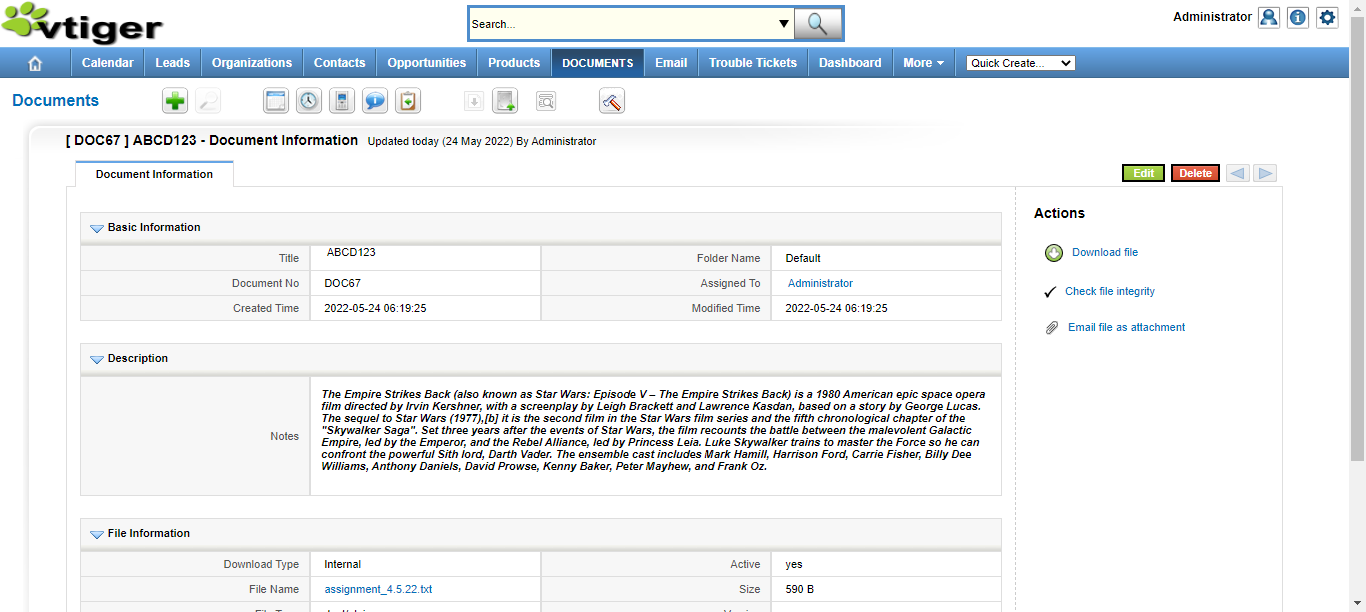 vtiger
Search...
Administrator
Calendar Leads Organizations Contacts Opportunities Products DOCUMENTS Email Trouble Tickets Dashboard More Quick Create...
Documents
[ DOC67 ] ABCD123 - Document Information Updated today (24 May 2022) By Administrator
Document Information
Edit Delete
Actions
Download file
Check file integrity
Email file as attachment
Basic Information
Title ABCD123 Folder Name Default
Document No DOC67 Assigned To Administrator
Created Time 2022-05-24 06:19:25 Modified Time 2022-05-24 06:19:25
Description
Notes
The Empire Strikes Back (also known as Star Wars: Episode V – The Empire Strikes Back) is a 1980 American epic space opera
film directed by Irvin Kershner, with a screenplay by Leigh Brackett and Lawrence Kasdan, based on a story by George Lucas.
The sequel to Star Wars (1977),[b] it is the second film in the Star Wars film series and the fifth chronological chapter of the
"Skywalker Saga". Set three years after the events of Star Wars, the film recounts the battle between the malevolent Galactic
Empire, led by the Emperor, and the Rebel Alliance, led by Princess Leia. Luke Skywalker trains to master the Force so he can
confront the powerful Sith lord, Darth Vader. The ensemble cast includes Mark Hamill, Harrison Ford, Carrie Fisher, Billy Dee
Williams, Anthony Daniels, David Prowse, Kenny Baker, Peter Mayhew, and Frank Oz.
File Information
Download Type Internal Active yes
File Name assignment_4.5.22.txt Size 590 B